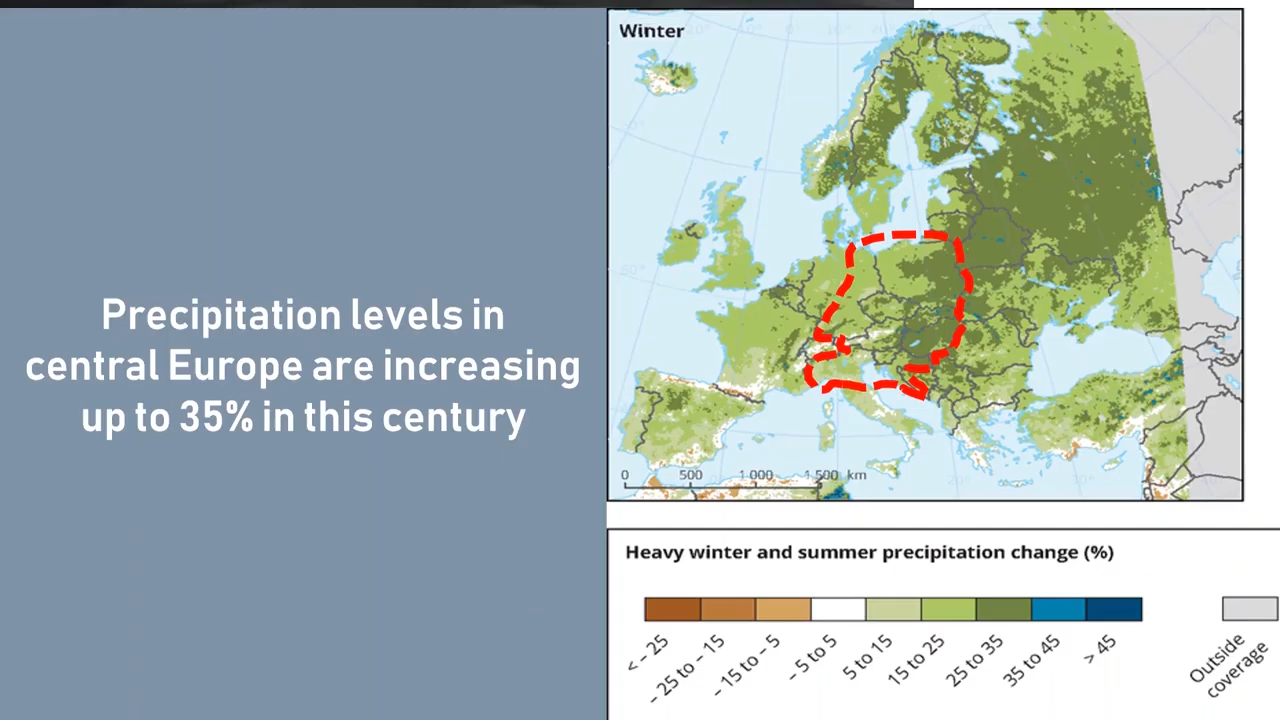 Precipitation levels in
central Europe are increasing
up to 35% in this century
Winter
0 500 1 000 1 500 km
Heavy winter and summer precipitation change (%)
< – 25
– 25 to – 15
– 15 to – 5
– 5 to 5
5 to 15
15 to 25
25 to 35
35 to 45
> 45
Outside
coverage